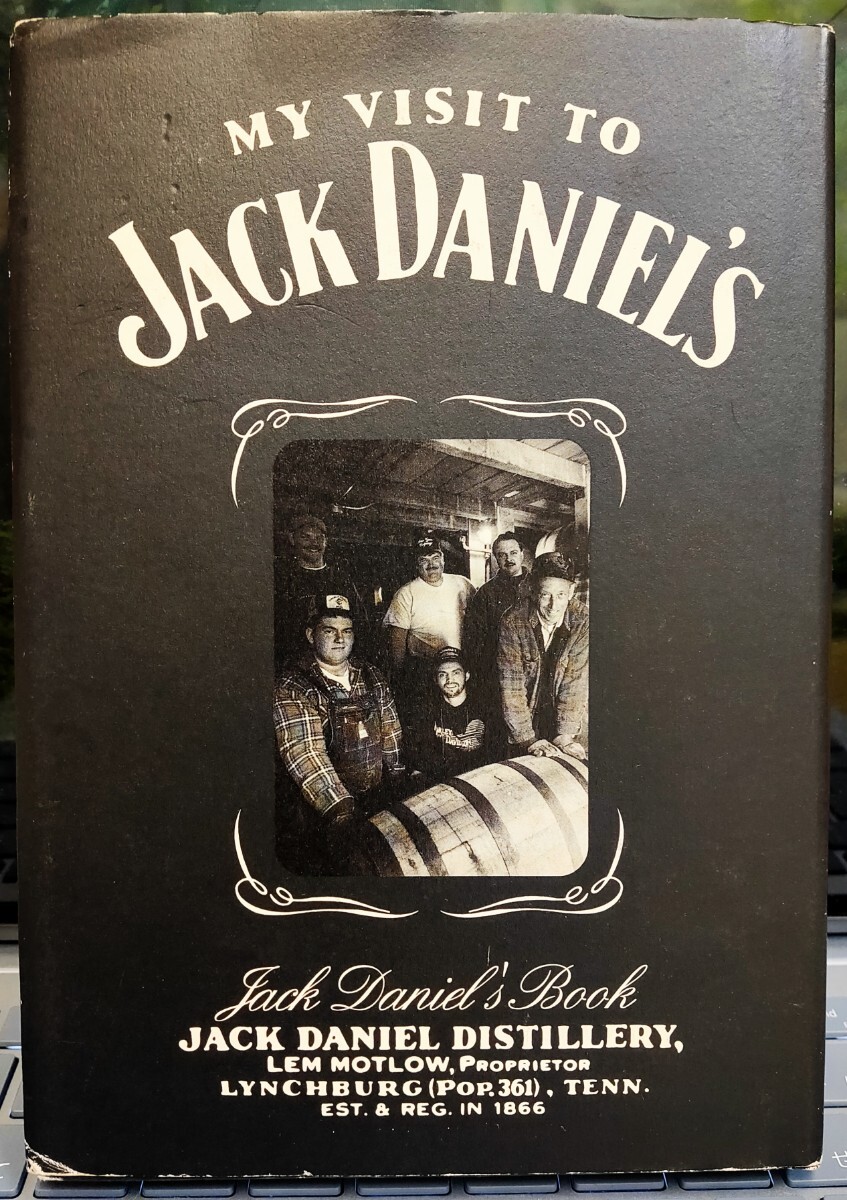 MY VISIT TO
JACK DANIEL'S
Jack Daniel's Book
JACK DANIEL DISTILLERY,
LEM MOTLOW, PROPRIETOR
LYNCHBURG (POP. 361), TENN.
EST. & REG. IN 1866